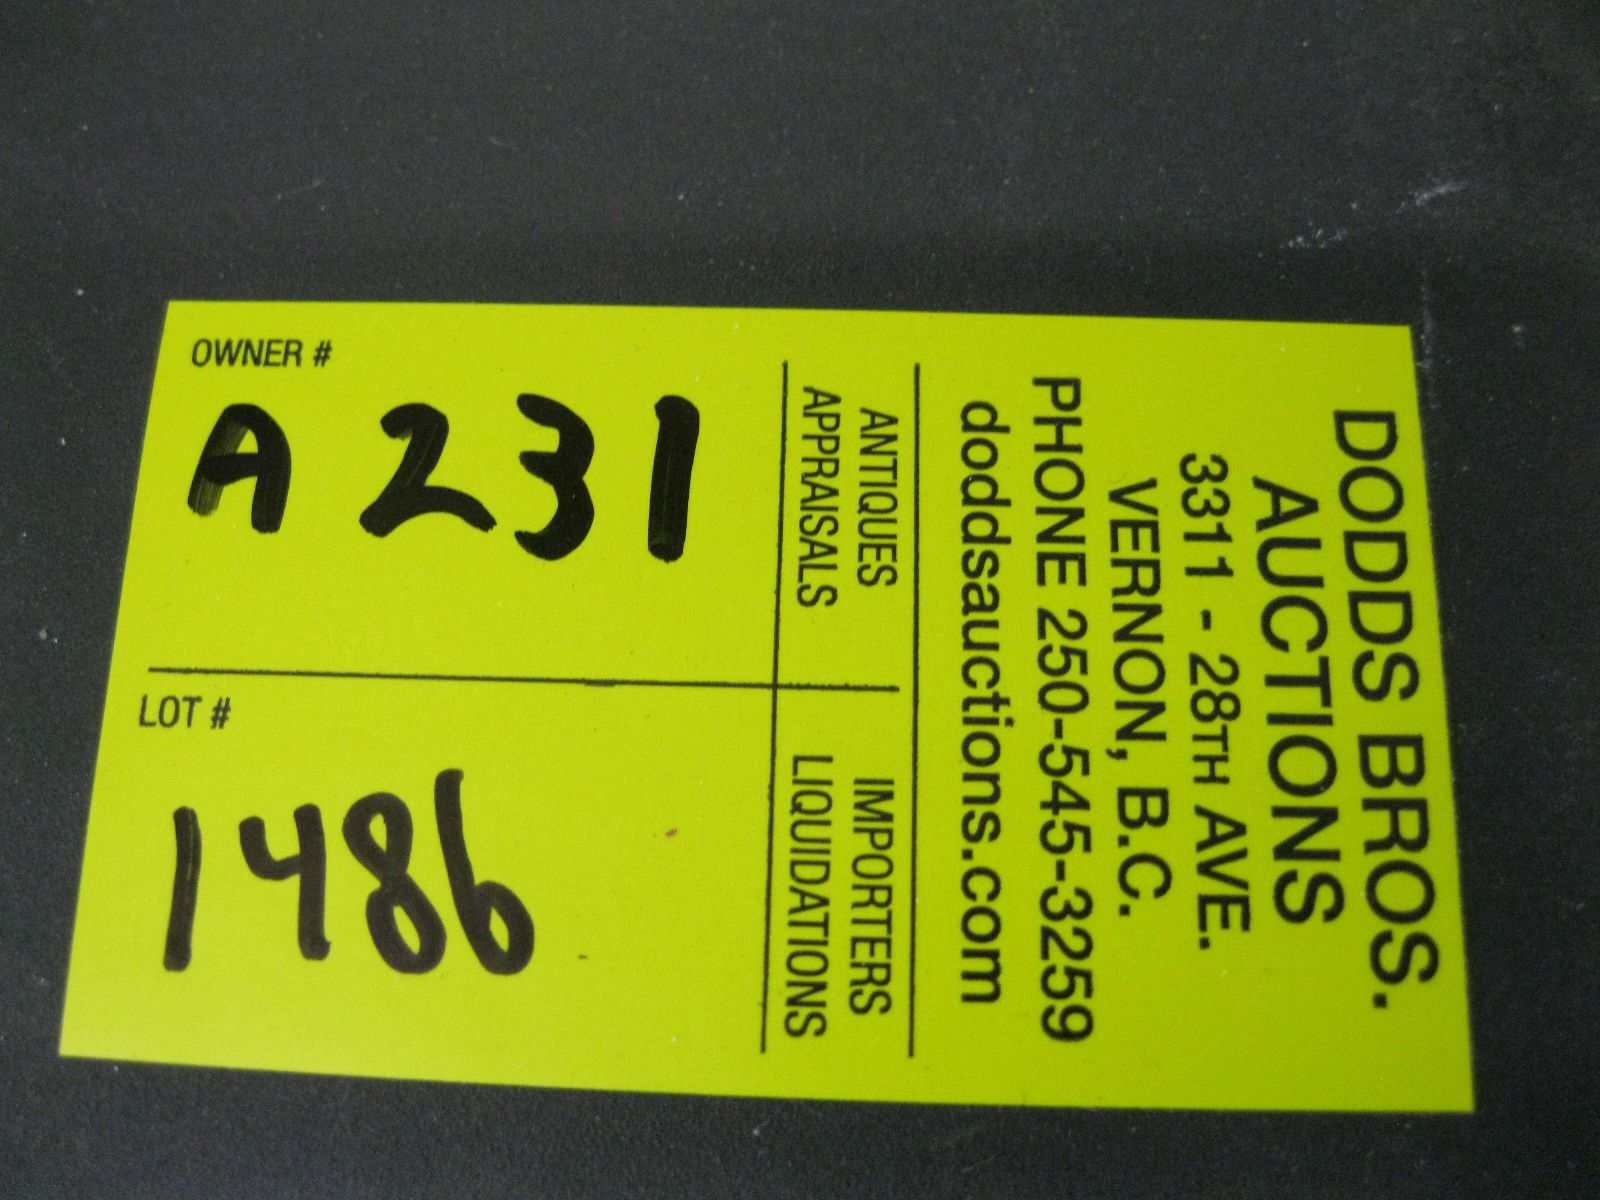 OWNER #
A 231
LOT #
1486
DODDS BROS.
AUCTIONS
3311 - 28TH AVE.
VERNON, B.C.
PHONE 250-545-3259
doddsauctions.com
ANTIQUES
APPRAISALS
IMPORTERS
LIQUIDATIONS